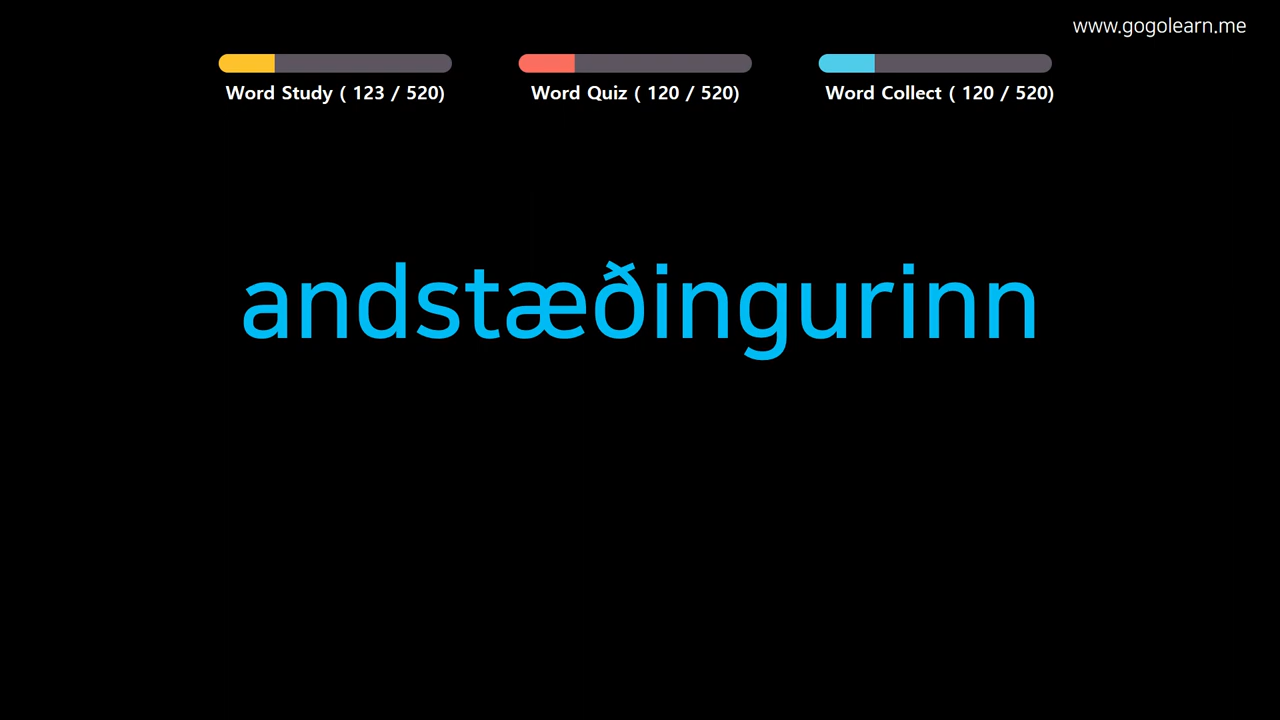 www.gogolearn.me
Word Study ( 123 / 520)
Word Quiz ( 120 / 520)
Word Collect ( 120 / 520)
andstæðingurinn